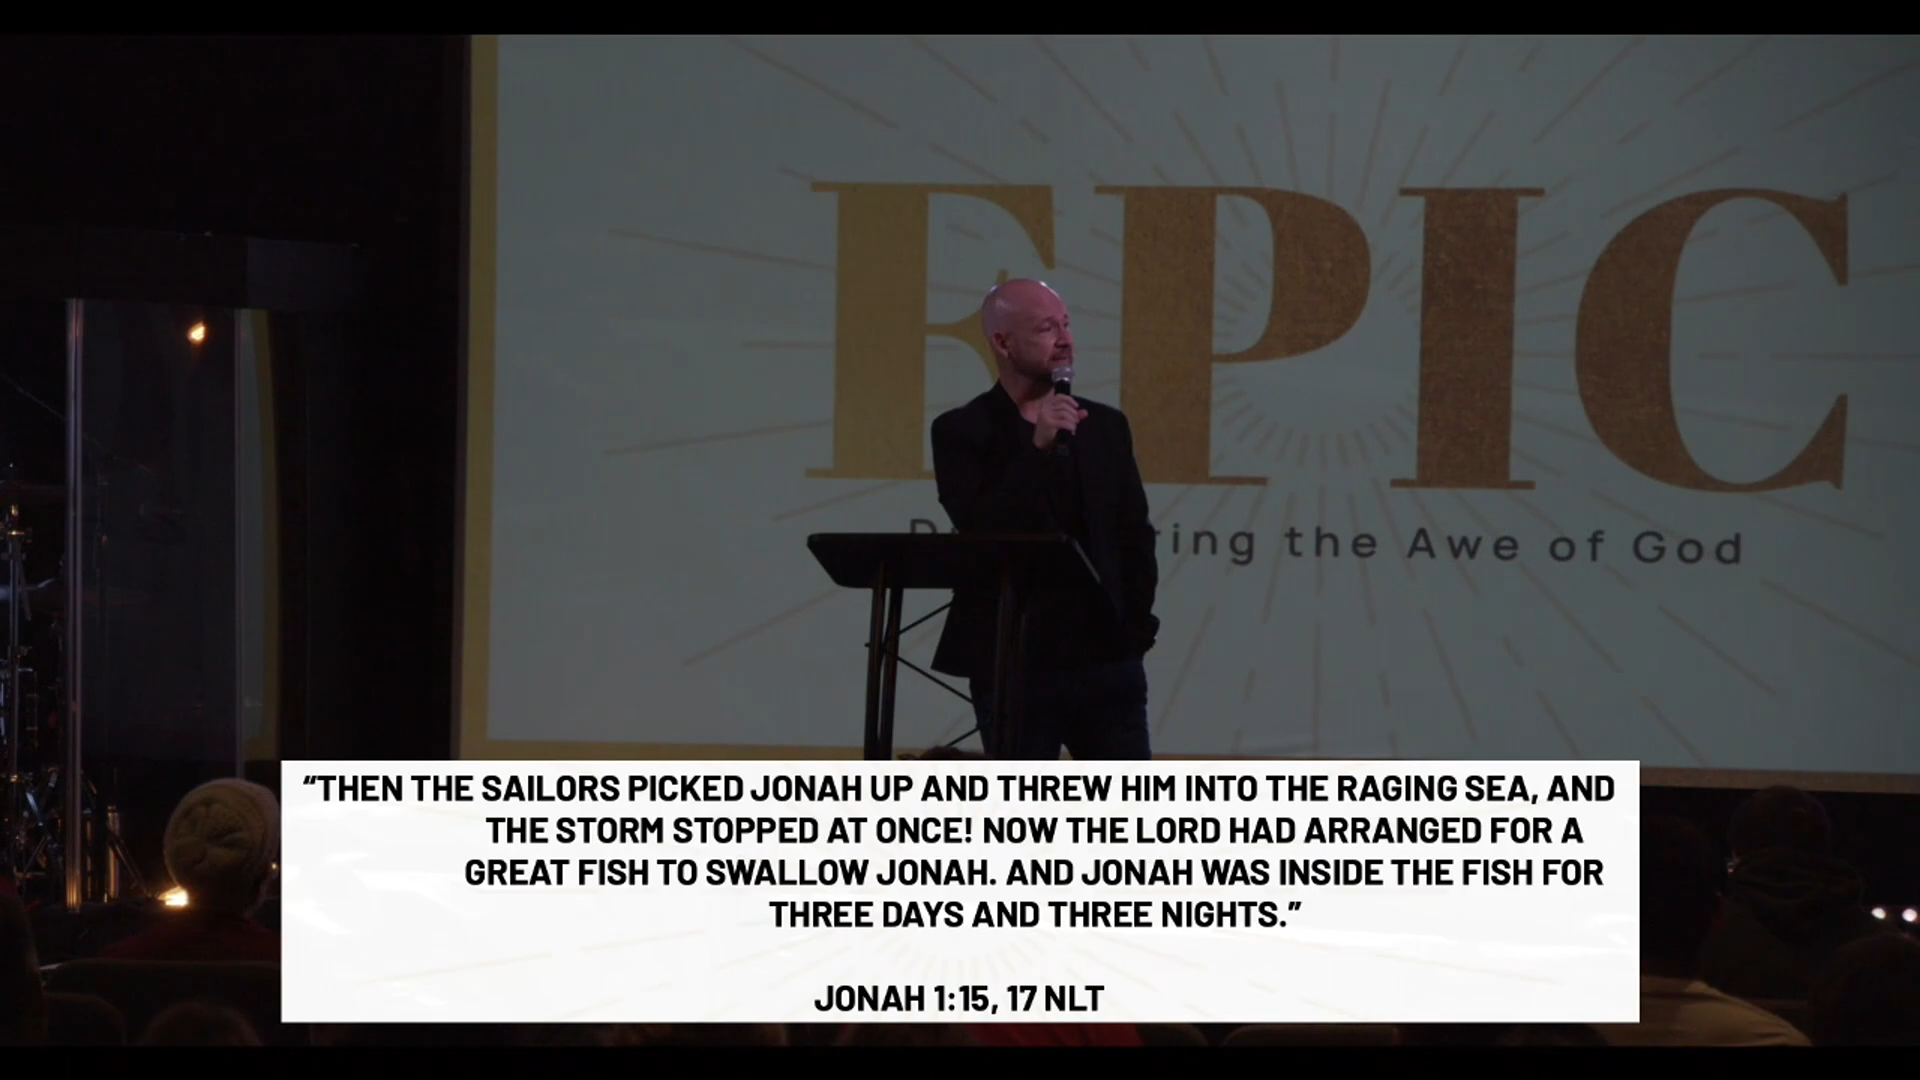 EPIC
ring the Awe of God
“THEN THE SAILORS PICKED JONAH UP AND THREW HIM INTO THE RAGING SEA, AND
THE STORM STOPPED AT ONCE! NOW THE LORD HAD ARRANGED FOR A
GREAT FISH TO SWALLOW JONAH. AND JONAH WAS INSIDE THE FISH FOR
THREE DAYS AND THREE NIGHTS.”
JONAH 1:15, 17 NLT